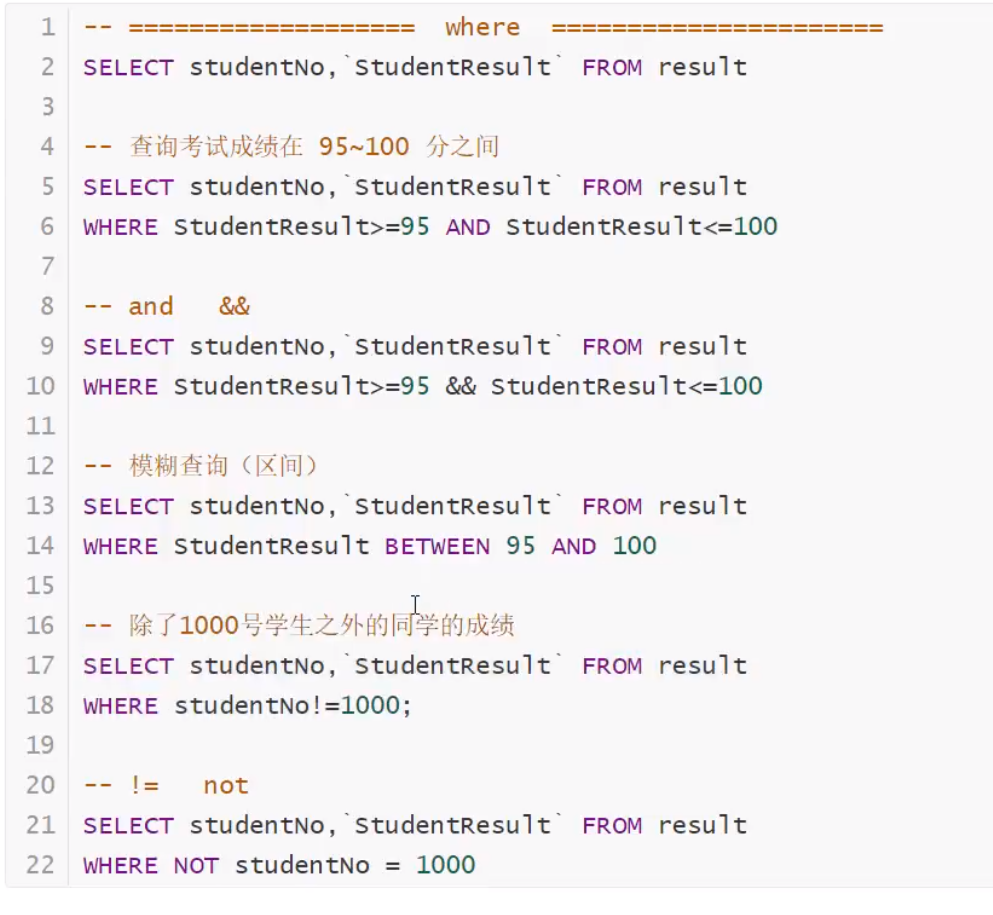 1 -- =================== where ======================
2 SELECT studentNo,`StudentResult` FROM result
3
4 -- 查询考试成绩在 95~100 分之间
5 SELECT studentNo,`StudentResult` FROM result
6 WHERE StudentResult>=95 AND StudentResult<=100
7
8 -- and && 
9 SELECT studentNo,`StudentResult` FROM result
10 WHERE StudentResult>=95 && StudentResult<=100
11
12 -- 模糊查询（区间）
13 SELECT studentNo,`StudentResult` FROM result
14 WHERE StudentResult BETWEEN 95 AND 100
15
16 -- 除了1000号学生之外的同学的成绩
17 SELECT studentNo,`StudentResult` FROM result
18 WHERE studentNo!=1000;
19
20 -- != not
21 SELECT studentNo,`StudentResult` FROM result
22 WHERE NOT studentNo = 1000